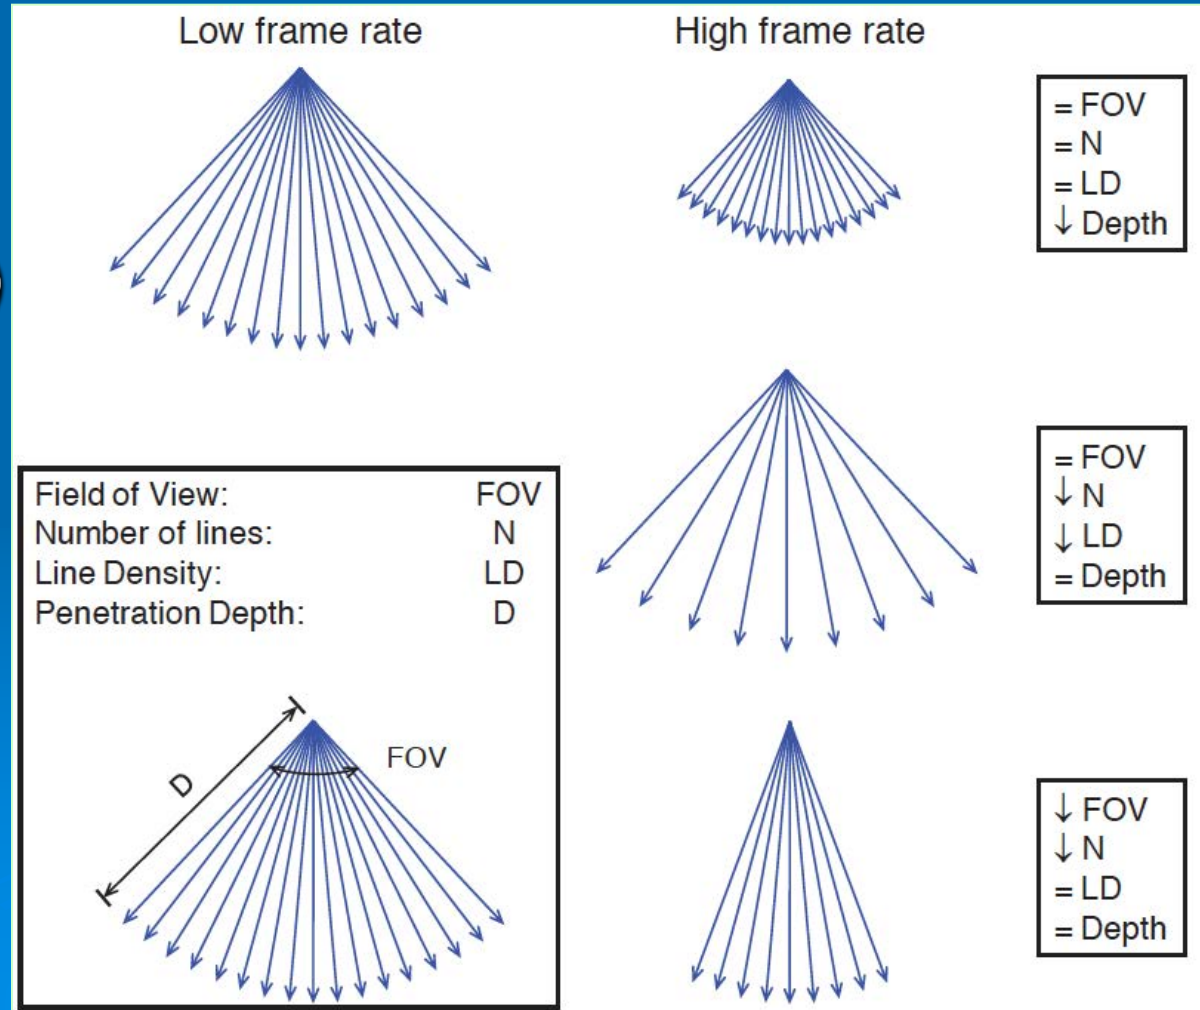 Low frame rate
High frame rate
= FOV
= N
= LD
↓ Depth
= FOV
↓ N
↓ LD
= Depth
Field of View: FOV
Number of lines: N
Line Density: LD
Penetration Depth: D
D
FOV
↓ FOV
↓ N
= LD
= Depth